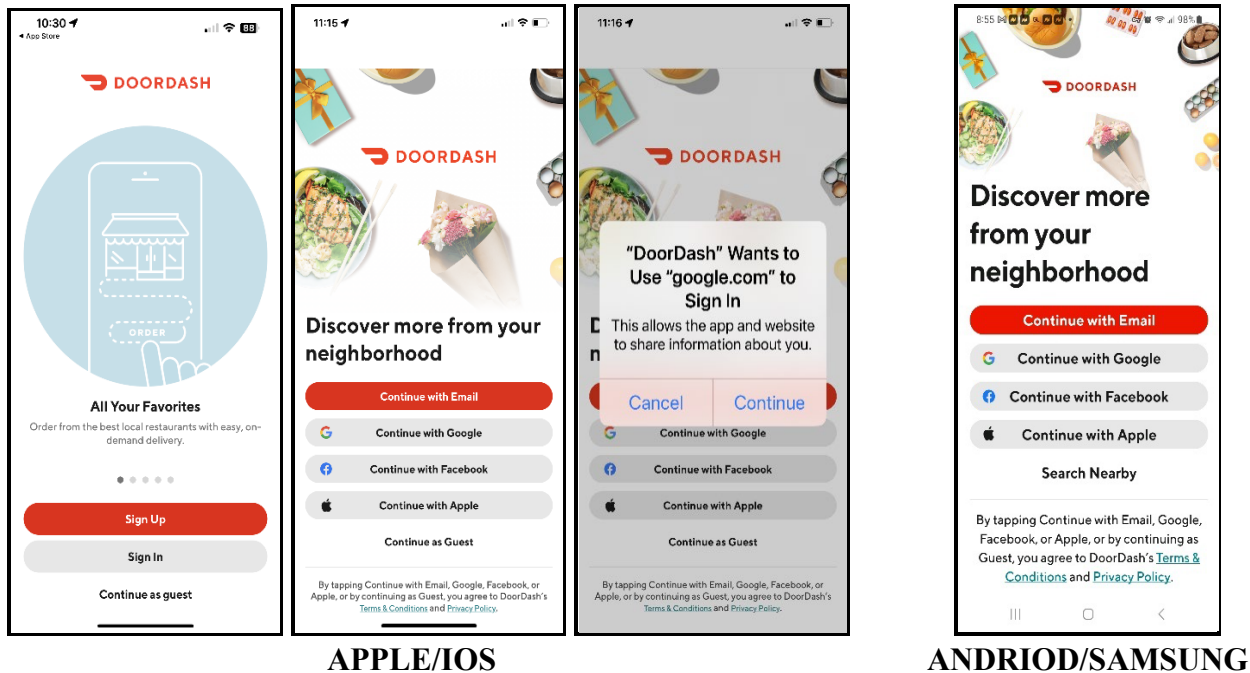 10:30
88
App Store
DOORDASH
ORDER
All Your Favorites
Order from the best local restaurants with easy, on-
demand delivery.
Sign Up
Sign In
Continue as guest
11:15
DOORDASH
Discover more from your
neighborhood
Continue with Email
Continue with Google
Continue with Facebook
Continue with Apple
Continue as Guest
By tapping Continue with Email, Google, Facebook, or
Apple, or by continuing as Guest, you agree to DoorDash's
Terms & Conditions and Privacy Policy.
11:16
DOORDASH
"DoorDash" Wants to
Use "google.com" to
Sign In
This allows the app and website
to share information about you.
Cancel
Continue
D
n
Continue with Google
Continue with Facebook
Continue with Apple
Continue as Guest
By tapping Continue with Email, Google, Facebook, or
Apple, or by continuing as Guest, you agree to DoorDash's
Terms & Conditions and Privacy Policy.
APPLE/IOS
8:55
98%
DOORDASH
Discover more
from your
neighborhood
Continue with Email
Continue with Google
Continue with Facebook
Continue with Apple
Search Nearby
By tapping Continue with Email, Google,
Facebook, or Apple, or by continuing as
Guest, you agree to DoorDash's Terms &
Conditions and Privacy Policy.
ANDRIOD/SAMSUNG